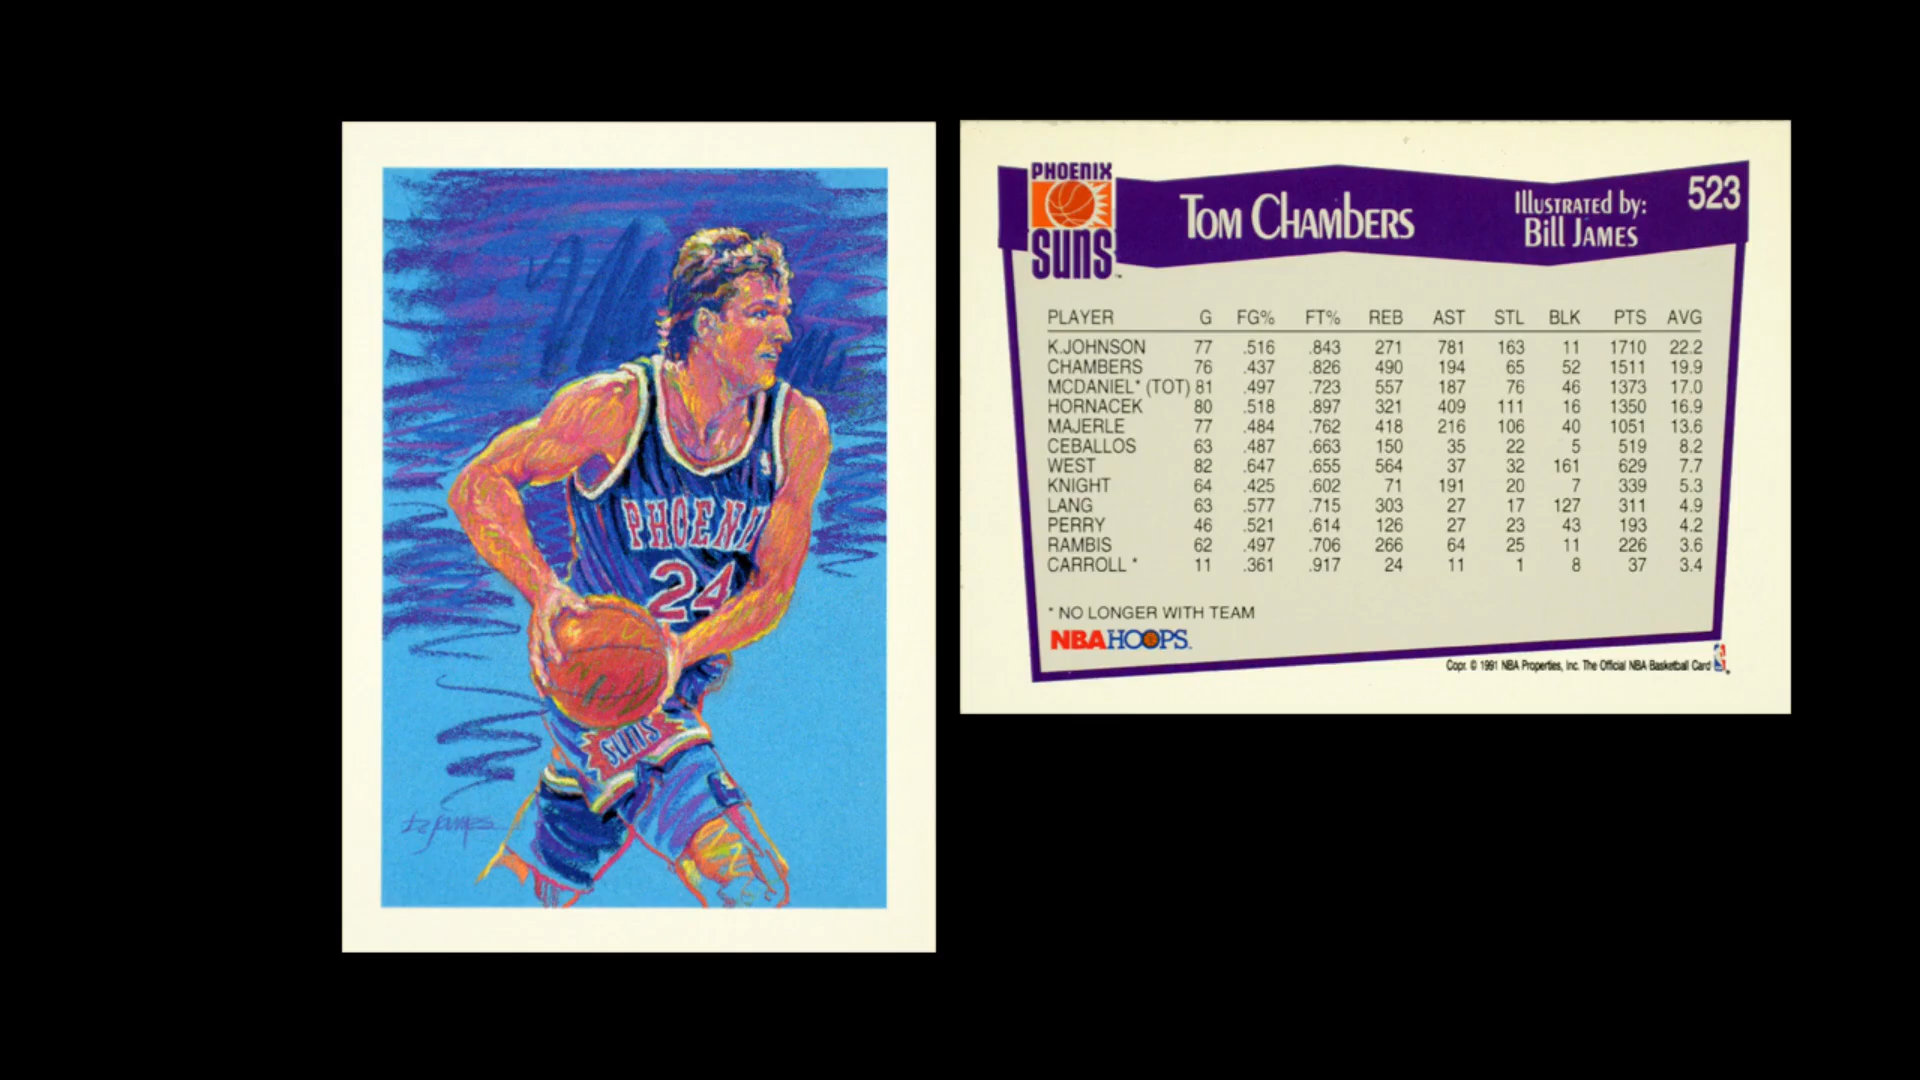 PHOENIX
24
SUNS
PHOENIX
SUNS
TOM CHAMBERS
ILLUSTRATED by:
Bill JAMES
523
PLAYER G FG% FT% REB AST STL BLK PTS AVG
K.JOHNSON 77 .516 .843 271 781 163 11 1710 22.2
CHAMBERS 76 .437 .826 490 194 65 52 1511 19.9
MCDANIEL* (TOT) 81 .497 .723 557 187 76 46 1373 17.0
HORNACEK 80 .518 .897 321 409 111 16 1350 16.9
MAJERLE 77 .484 .762 418 216 106 40 1051 13.6
CEBALLOS 63 .487 .663 150 35 22 5 519 8.2
WEST 82 .647 .655 564 37 32 161 629 7.7
KNIGHT 64 .425 .602 71 191 20 7 339 5.3
LANG 63 .577 .715 303 27 17 127 311 4.9
PERRY 46 .521 .614 126 27 23 43 193 4.2
RAMBIS 62 .497 .706 266 64 25 11 226 3.6
CARROLL * 11 .361 .917 24 11 1 8 37 3.4
* NO LONGER WITH TEAM
NBA HOOPS
Copr. © 1991 NBA Properties, Inc. The Official NBA Basketball Card